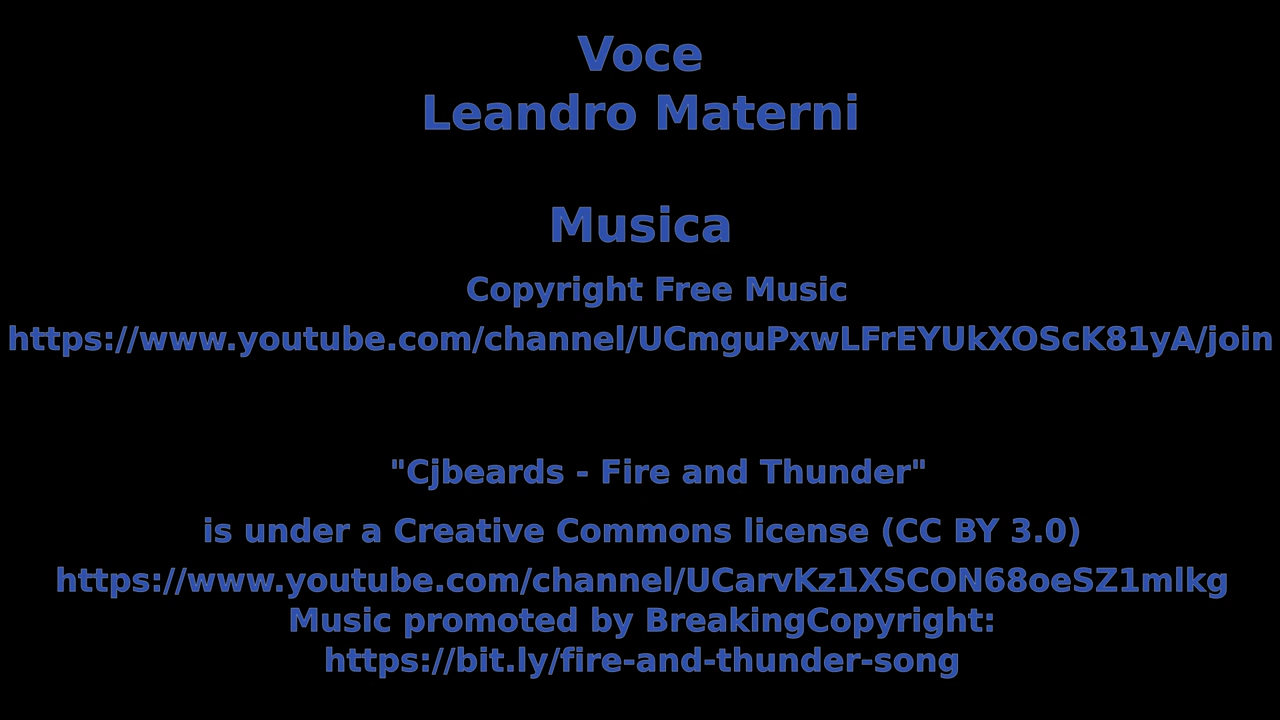 Voce
Leandro Materni
Musica
Copyright Free Music
https://www.youtube.com/channel/UCmguPxwLFrEYUkXOScK81yA/join
"Cjbeards - Fire and Thunder"
is under a Creative Commons license (CC BY 3.0)
https://www.youtube.com/channel/UCarvKz1XSCON68oeSZ1mlkg
Music promoted by BreakingCopyright:
https://bit.ly/fire-and-thunder-song